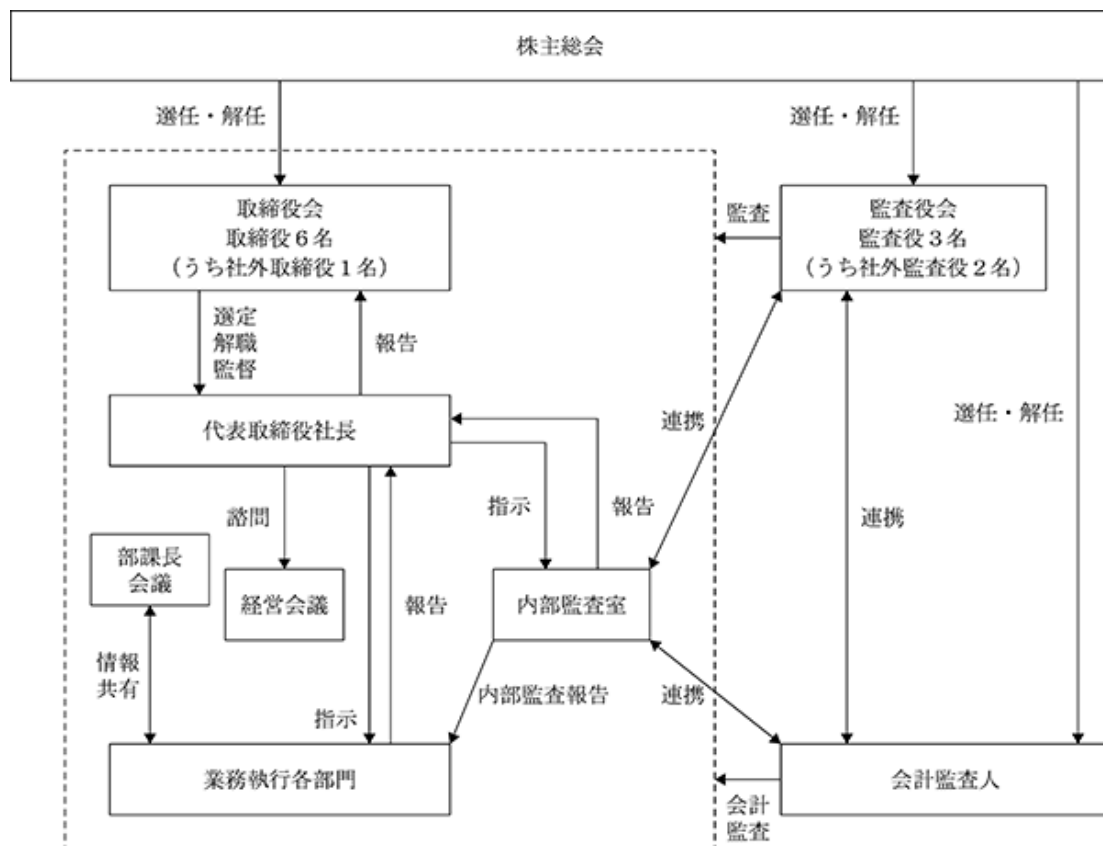 株主総会
選任・解任
選任・解任
取締役会
取締役6名
(うち社外取締役1名)
監査
監査役会
監査役3名
(うち社外監査役2名)
選定
解職
監督
報告
代表取締役社長
連携
選任・解任
諮問
指示
報告
連携
部課長
会議
経営会議
報告
内部監査室
情報
共有
指示
内部監査報告
連携
業務執行各部門
会計監査人
会計
監査